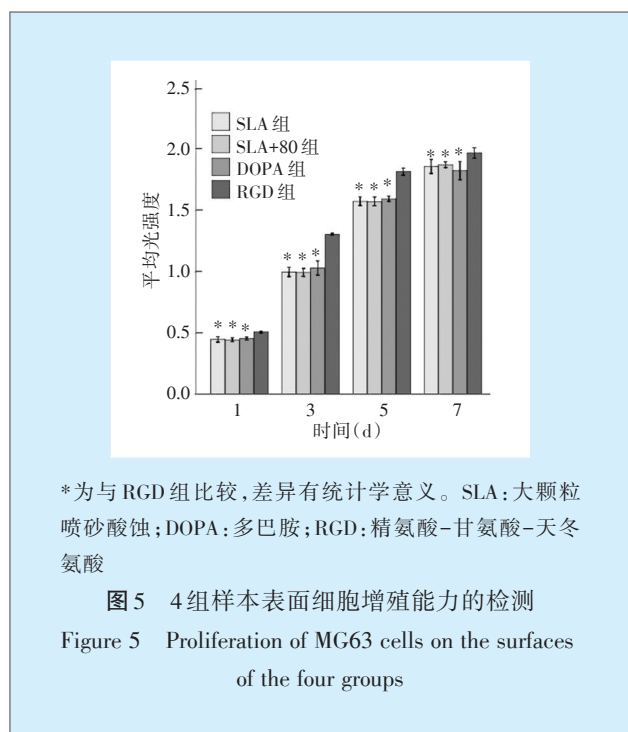 2.5
SLA组
SLA+80组
DOPA组
RGD组
2.0
1.5
1.0
0.5
0.0
平均光强度
* * *
* * *
* * *
* * *
1 3 5 7
时间(d)
*为与RGD组比较,差异有统计学意义。SLA:大颗粒
喷砂酸蚀;DOPA:多巴胺;RGD:精氨酸-甘氨酸-天冬
氨酸
图5 4组样本表面细胞增殖能力的检测
Figure 5 Proliferation of MG63 cells on the surfaces
of the four groups